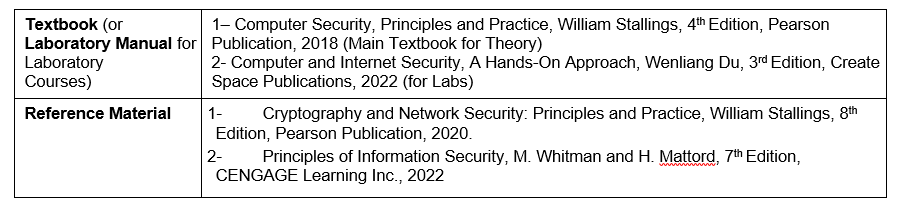 Textbook (or
Laboratory Manual for
Laboratory
Courses)
1– Computer Security, Principles and Practice, William Stallings, 4th Edition, Pearson
Publication, 2018 (Main Textbook for Theory)
2- Computer and Internet Security, A Hands-On Approach, Wenliang Du, 3rd Edition, Create
Space Publications, 2022 (for Labs)
Reference Material
1- Cryptography and Network Security: Principles and Practice, William Stallings, 8th
Edition, Pearson Publication, 2020.
2- Principles of Information Security, M. Whitman and H. Mattord, 7th Edition,
CENGAGE Learning Inc., 2022